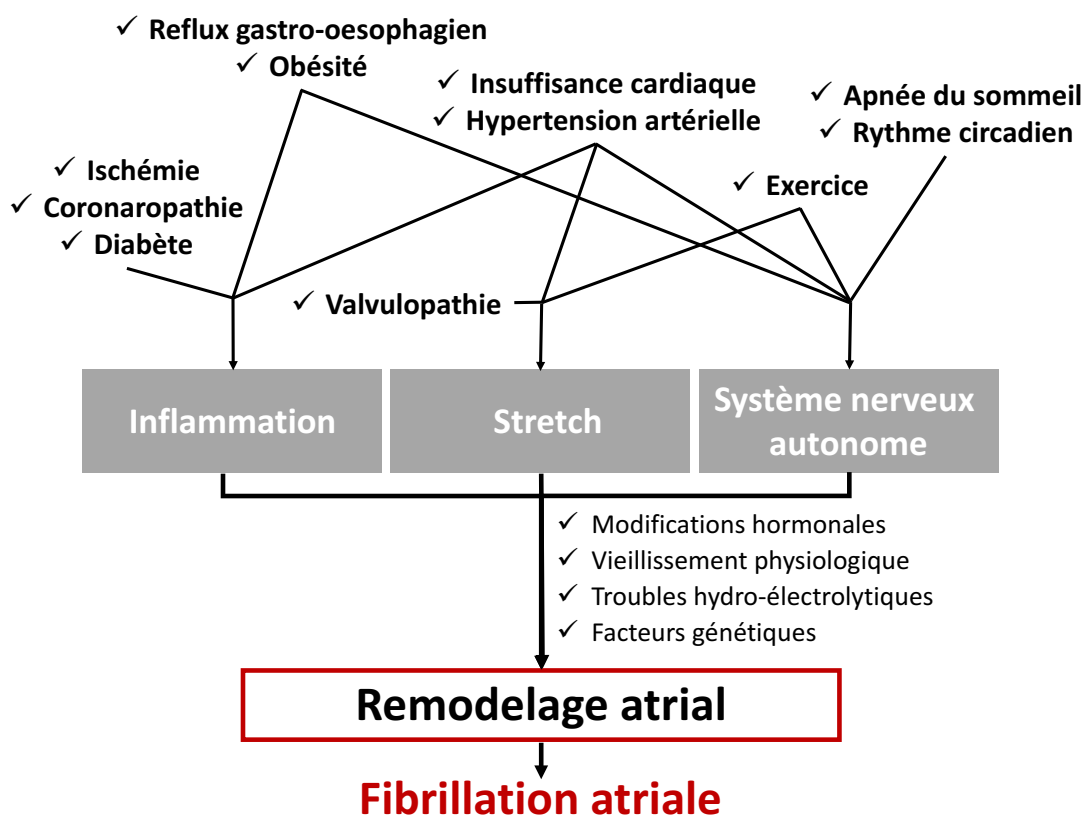 ✓ Reflux gastro-oesophagien
✓ Obésité
✓ Insuffisance cardiaque
✓ Hypertension artérielle
✓ Apnée du sommeil
✓ Rythme circadien
✓ Ischémie
✓ Coronaropathie
✓ Diabète
✓ Exercice
✓ Valvulopathie
Inflammation
Stretch
Système nerveux
autonome
✓ Modifications hormonales
✓ Vieillissement physiologique
✓ Troubles hydro-électrolytiques
✓ Facteurs génétiques
Remodelage atrial
Fibrillation atriale